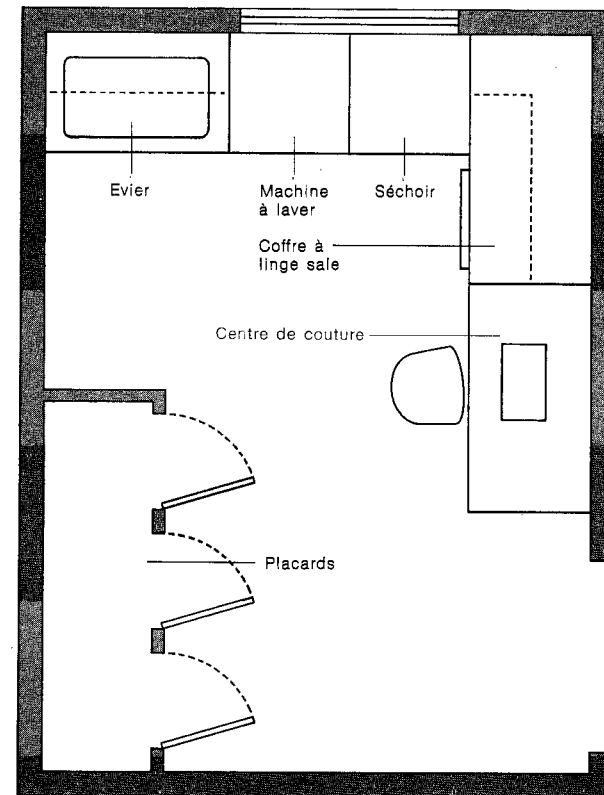 Evier
Machine
à laver
Séchoir
Coffre à
linge sale
Centre de couture
Placards